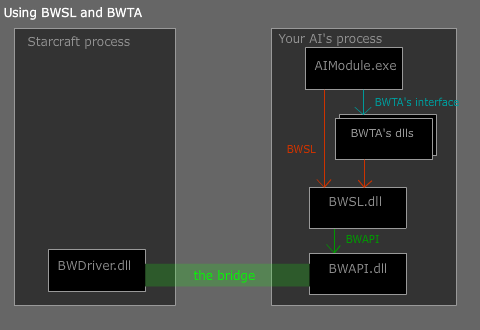 Using BWSL and BWTA
Starcraft process
Your AI's process
AIModule.exe
BWTA's interface
BWTA's dlls
BWSL
BWSL.dll
BWAPI
BWDriver.dll
the bridge
BWAPI.dll